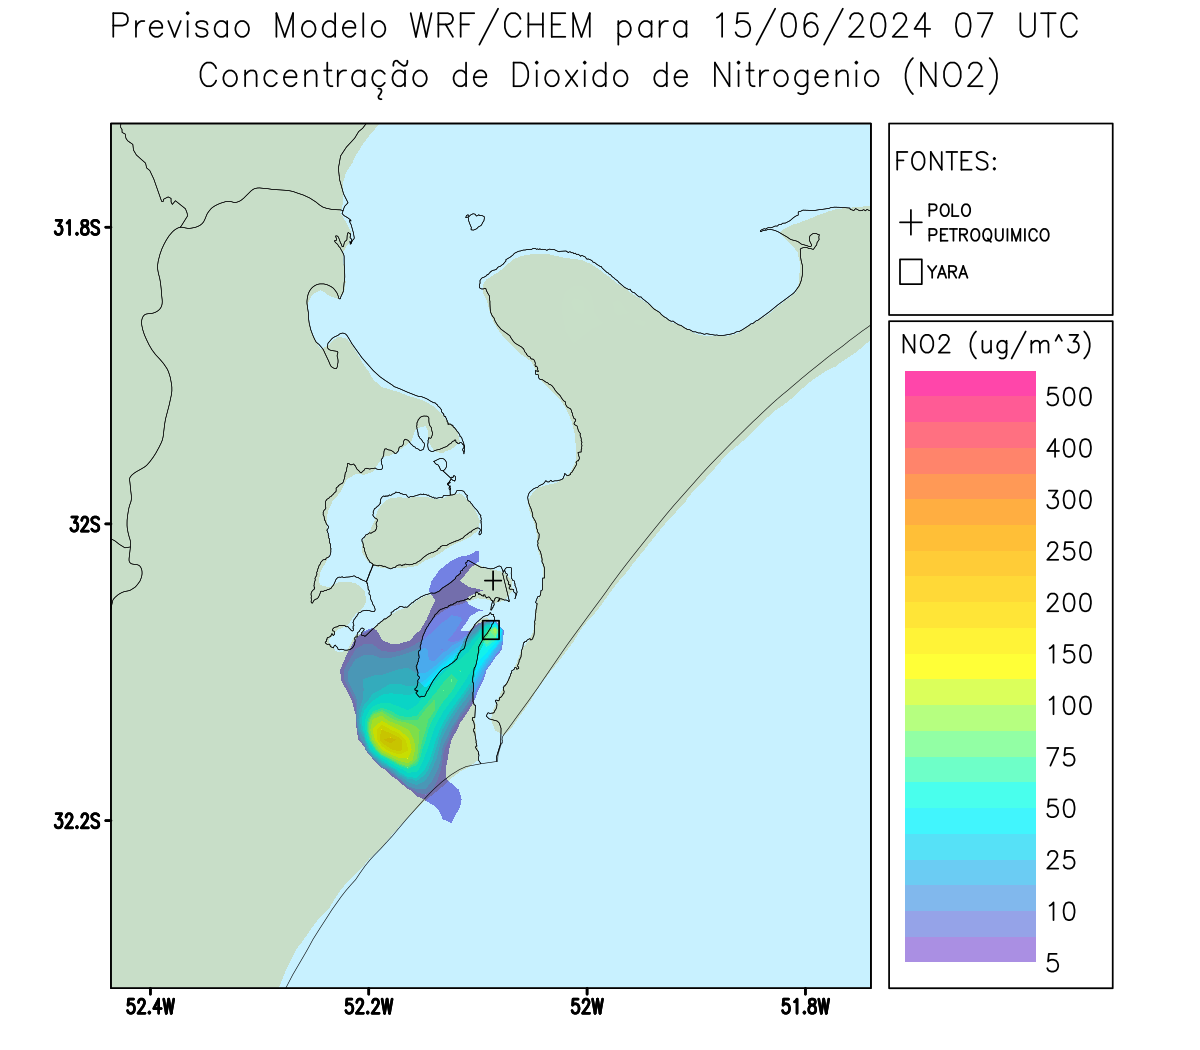 Previsao Modelo WRF/CHEM para 15/06/2024 07 UTC
Concentração de Dioxido de Nitrogenio (NO2)
FONTES:
POLO
PETROQUIMICO
YARA
31.8S
32S
32.2S
52.4W
52.2W
52W
51.8W
NO2 (ug/m^3)
500
400
300
250
200
150
100
75
50
25
10
5